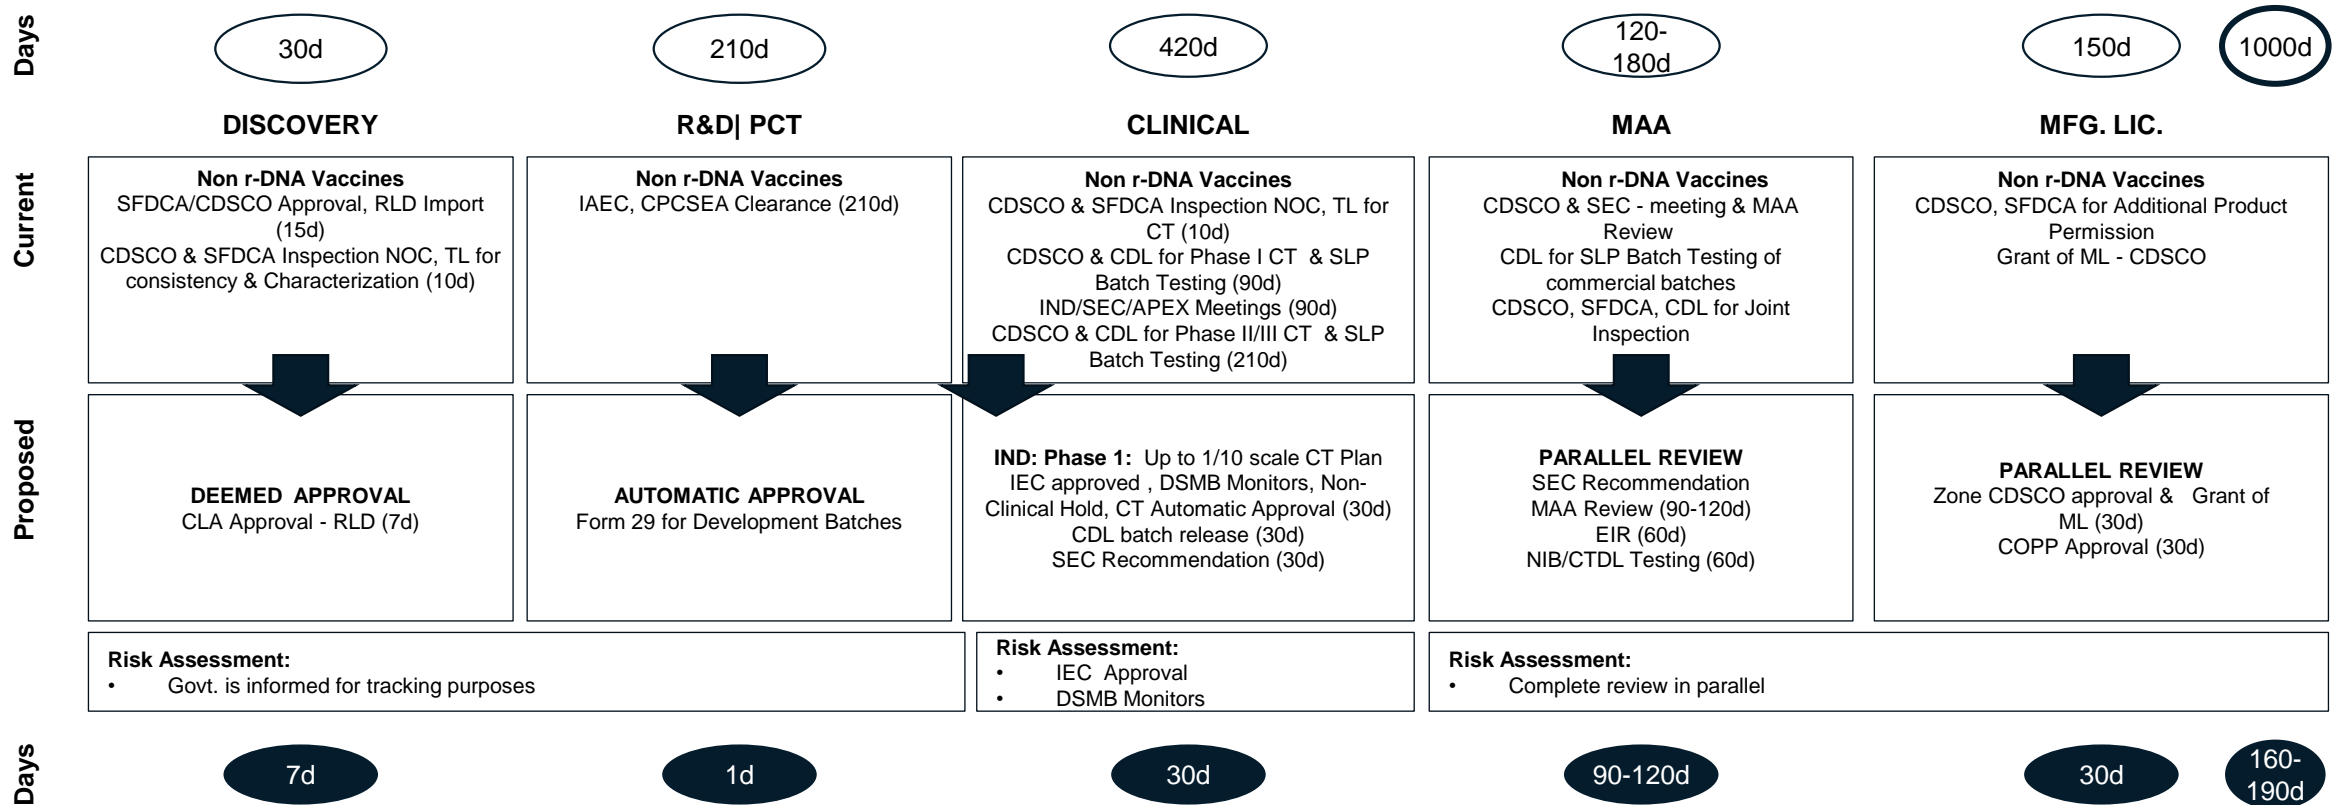 Days
30d
210d
420d
120-
180d
150d
1000d
DISCOVERY
R&D| PCT
CLINICAL
MAA
MFG. LIC.
Current
Non r-DNA Vaccines
SFDCA/CDSCO Approval, RLD Import
(15d)
CDSCO & SFDCA Inspection NOC, TL for
consistency & Characterization (10d)
Non r-DNA Vaccines
IAEC, CPCSEA Clearance (210d)
Non r-DNA Vaccines
CDSCO & SFDCA Inspection NOC, TL for
CT (10d)
CDSCO & CDL for Phase I CT & SLP
Batch Testing (90d)
IND/SEC/APEX Meetings (90d)
CDSCO & CDL for Phase II/III CT & SLP
Batch Testing (210d)
Non r-DNA Vaccines
CDSCO & SEC - meeting & MAA
Review
CDL for SLP Batch Testing of
commercial batches
CDSCO, SFDCA, CDL for Joint
Inspection
Non r-DNA Vaccines
CDSCO, SFDCA for Additional Product
Permission
Grant of ML - CDSCO
Proposed
DEEMED APPROVAL
CLA Approval - RLD (7d)
AUTOMATIC APPROVAL
Form 29 for Development Batches
IND: Phase 1: Up to 1/10 scale CT Plan
IEC approved , DSMB Monitors, Non-
Clinical Hold, CT Automatic Approval (30d)
CDL batch release (30d)
SEC Recommendation (30d)
PARALLEL REVIEW
SEC Recommendation
MAA Review (90-120d)
EIR (60d)
NIB/CTDL Testing (60d)
PARALLEL REVIEW
Zone CDSCO approval & Grant of
ML (30d)
COPP Approval (30d)
Risk Assessment:
• Govt. is informed for tracking purposes
Risk Assessment:
• IEC Approval
• DSMB Monitors
Risk Assessment:
• Complete review in parallel
Days
7d
1d
30d
90-120d
30d
160-
190d